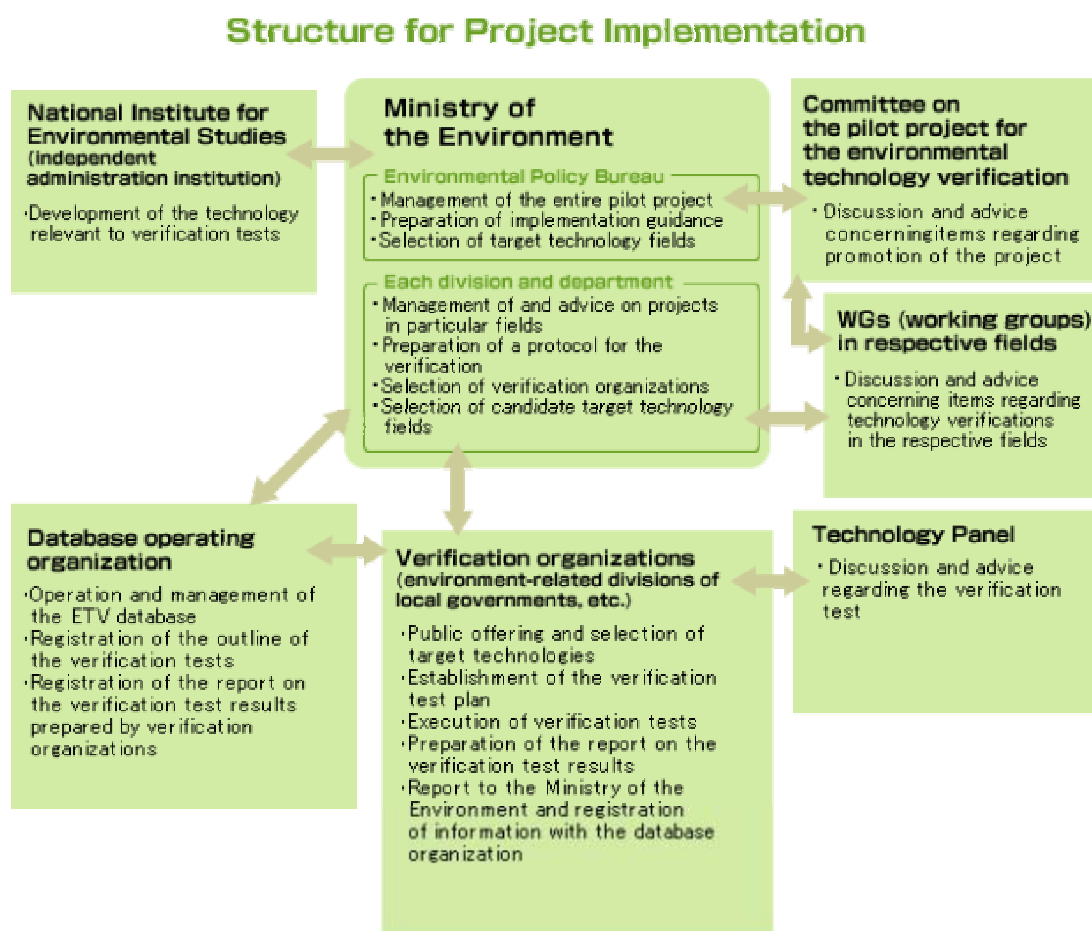 Structure for Project Implementation
National Institute for
Environmental Studies
(independent
administration institution)
･Development of the technology
relevant to verification tests
Ministry of
the Environment
Environmental Policy Bureau
･Management of the entire pilot project
･Preparation of implementation guidance
･Selection of target technology fields
Each division and department
･Management of and advice on projects
in particular fields
･Preparation of a protocol for the
verification
･Selection of verification organizations
･Selection of candidate target technology
fields
Committee on
the pilot project for
the environmental
technology verification
･Discussion and advice
concerningitems regarding
promotion of the project
WGs (working groups)
in respective fields
･Discussion and advice
concerning items regarding
technology verifications
in the respective fields
Database operating
organization
･Operation and management of
the ETV database
･Registration of the outline of
the verification tests
･Registration of the report on
the verification test results
prepared by verification
organizations
Verification organizations
(environment-related divisions of
local governments, etc.)
･Public offering and selection of
target technologies
･Establishment of the verification
test plan
･Execution of verification tests
･Preparation of the report on the
verification test results
･Report to the Ministry of the
Environment and registration
of information with the database
organization
Technology Panel
･Discussion and advice
regarding the verification
test